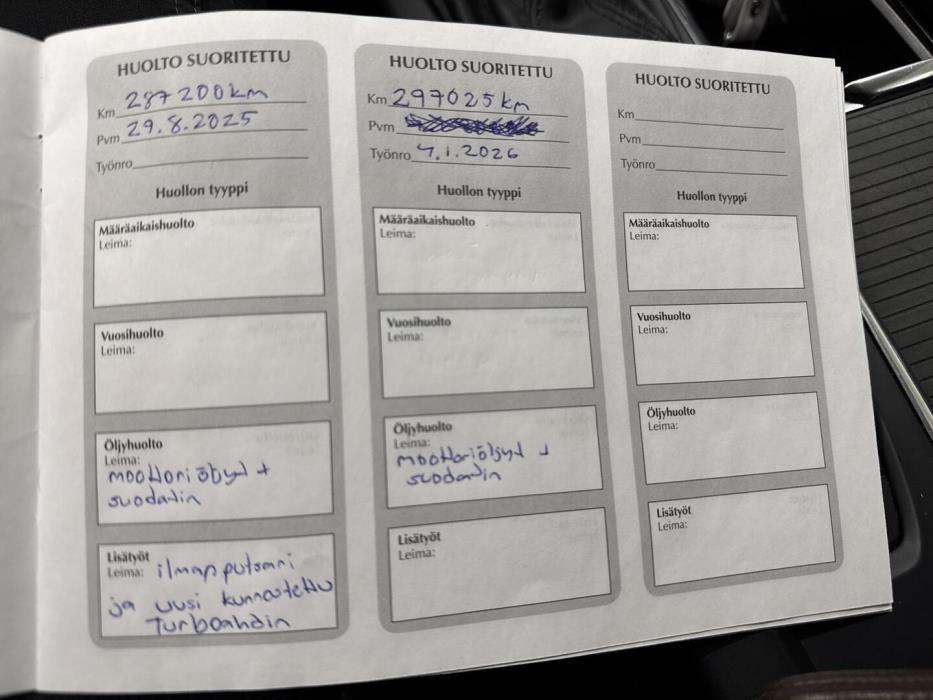 HUOLTO SUORITETTU
Km 287200km
Pvm 29.8.2025
Työnro
Huollon tyyppi
Määräaikaishuolto
Leima:
Vuosihuolto
Leima:
Öljyhuolto
Leima:
moottoriöljyt +
suodatin
Lisätyöt
Leima: ilman putsari
ja uusi kunnostettu
Turboahdin
HUOLTO SUORITETTU
Km 297025km
Pvm
Työnro 7.1.2026
Huollon tyyppi
Määräaikaishuolto
Leima:
Vuosihuolto
Leima:
Öljyhuolto
Leima:
moottoriöljyt +
suodatin
Lisätyöt
Leima:
HUOLTO SUORITETTU
Km
Pvm
Työnro
Huollon tyyppi
Määräaikaishuolto
Leima:
Vuosihuolto
Leima:
Öljyhuolto
Leima:
Lisätyöt
Leima: